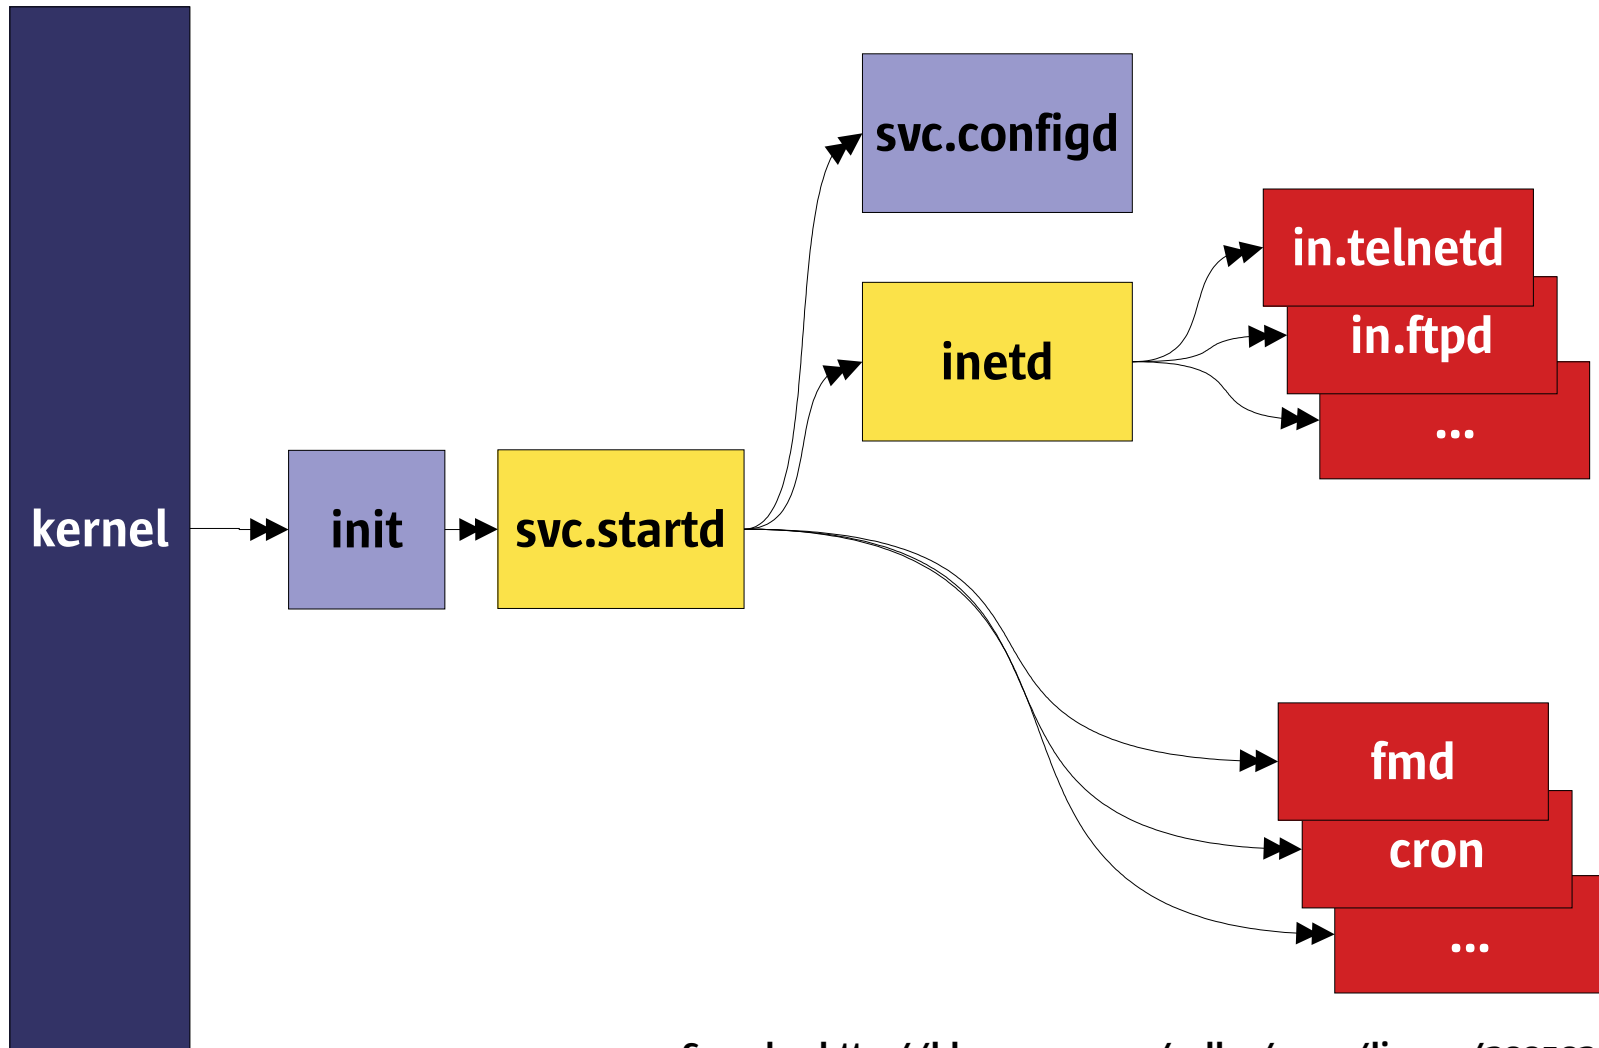 kernel
init
svc.startd
svc.configd
inetd
in.telnetd
in.ftpd
...
fmd
cron
...